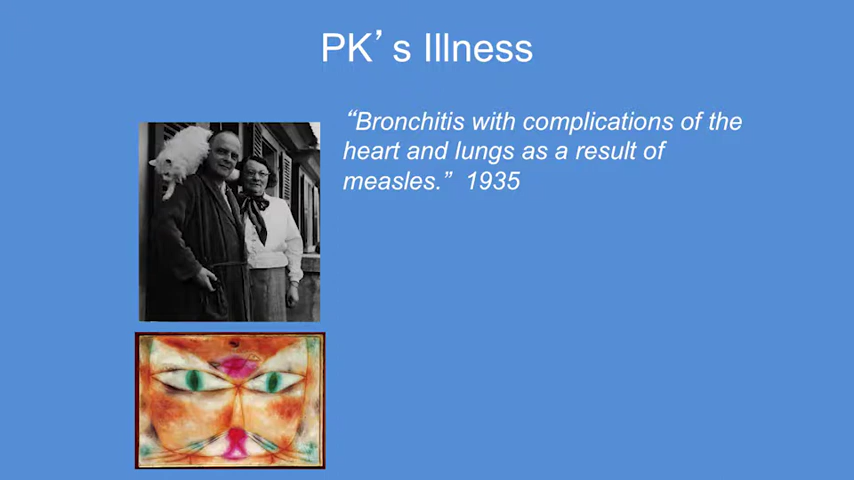 PK’s Illness
“Bronchitis with complications of the
heart and lungs as a result of
measles.” 1935